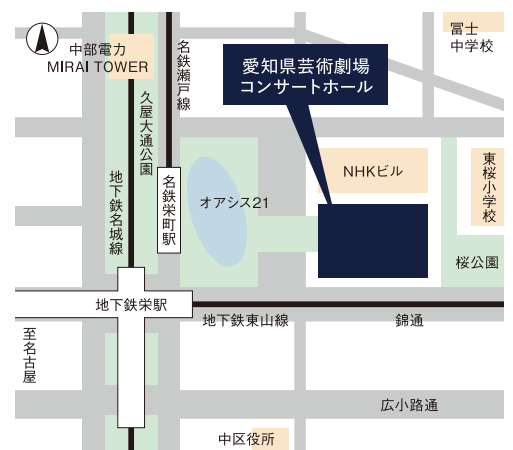 冨士
中学校
中部電力
MIRAI TOWER
名鉄瀬戸線
愛知県芸術劇場
コンサートホール
久屋大通公園
地下鉄名城線
名鉄栄町駅
オアシス21
NHKビル
東桜小学校
桜公園
地下鉄栄駅
地下鉄東山線
錦通
至名古屋
広小路通
中区役所